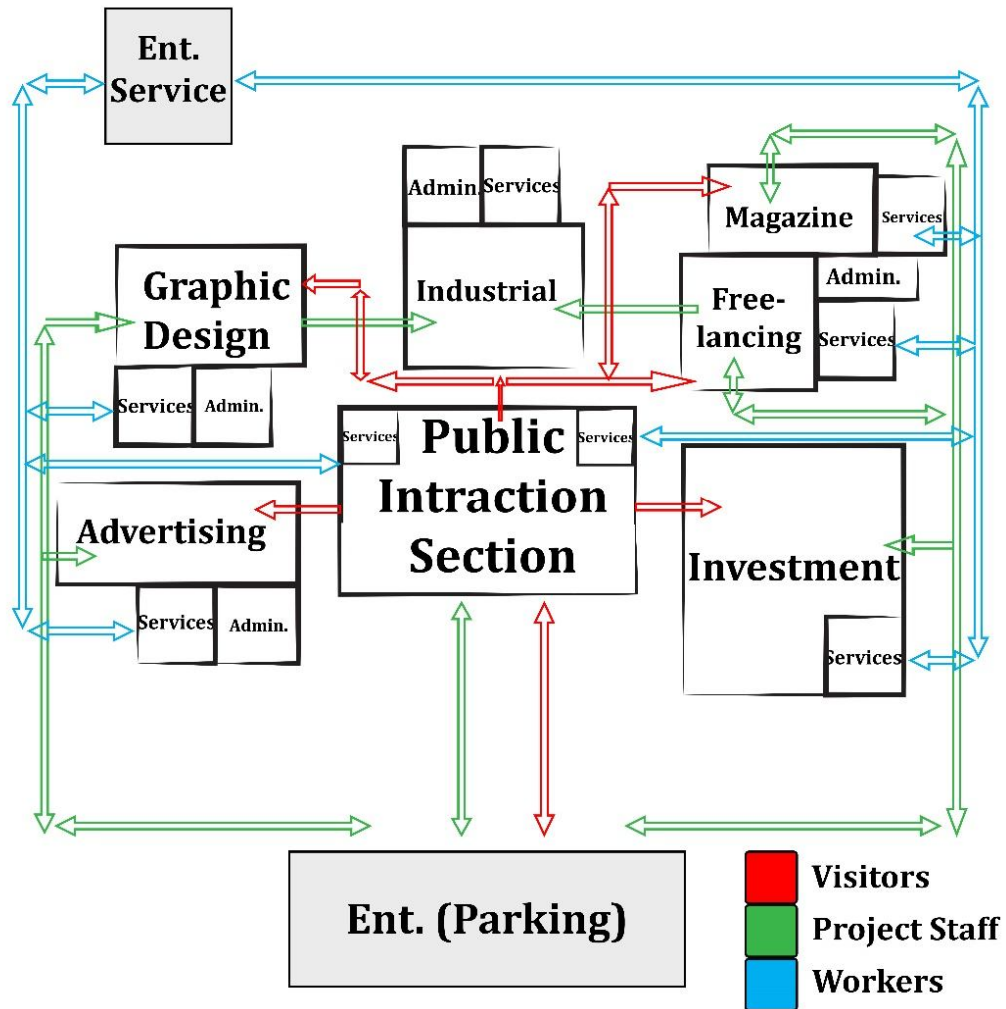 Ent.
Service
Admin.
Services
Magazine
Services
Graphic
Design
Industrial
Free-
lancing
Admin.
Services
Services
Admin.
Services
Public
Intraction
Section
Services
Advertising
Investment
Services
Admin.
Services
Ent. (Parking)
Visitors
Project Staff
Workers